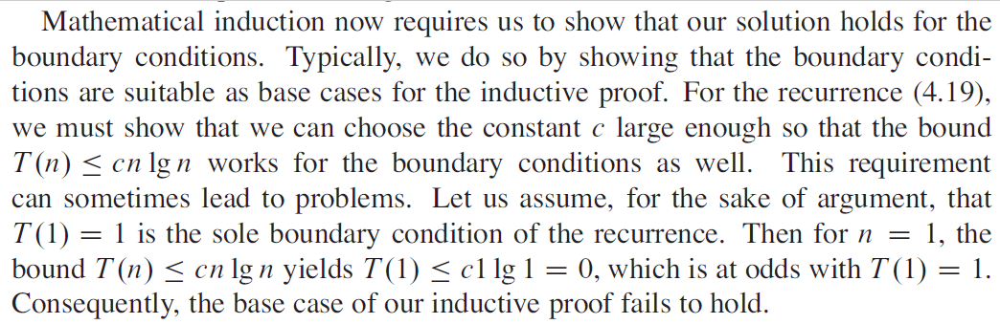 Mathematical induction now requires us to show that our solution holds for the
boundary conditions. Typically, we do so by showing that the boundary condi-
tions are suitable as base cases for the inductive proof. For the recurrence (4.19),
we must show that we can choose the constant c large enough so that the bound
T(n) ≤ cn lg n works for the boundary conditions as well. This requirement
can sometimes lead to problems. Let us assume, for the sake of argument, that
T(1) = 1 is the sole boundary condition of the recurrence. Then for n = 1, the
bound T(n) ≤ cn lg n yields T(1) ≤ c1 lg 1 = 0, which is at odds with T(1) = 1.
Consequently, the base case of our inductive proof fails to hold.